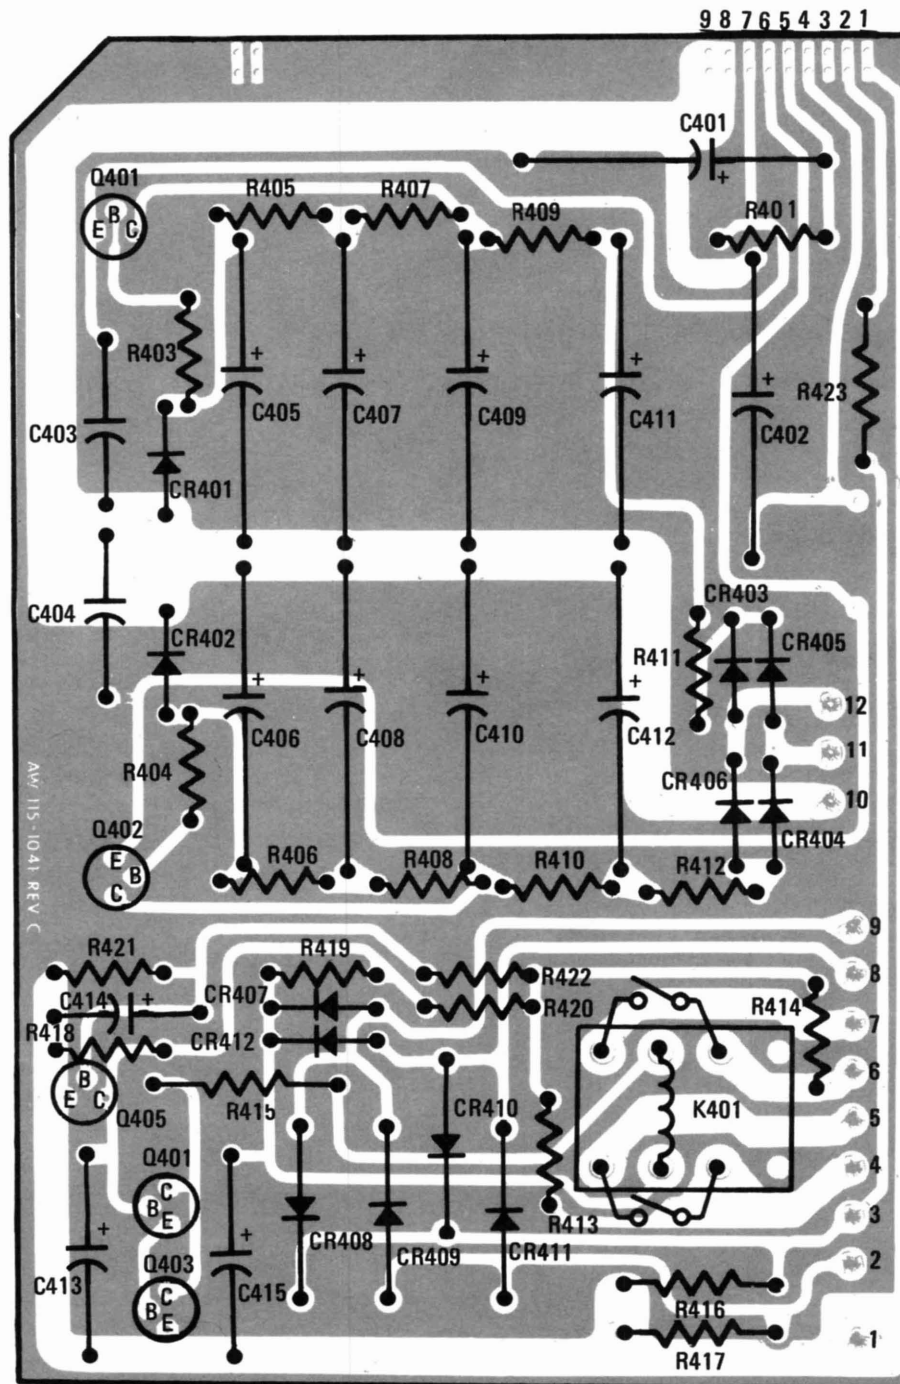 9 8 7 6 5 4 3 2 1
C401
+
Q401
B
E C
R405
R407
R409
R401
R403
+
C405
+
C407
+
C409
+
C411
+
C402
R423
C403
CR401
C404
CR402
CR403
R411
CR405
+
C406
+
C408
+
C410
+
C412
12
11
10
R404
CR406
CR404
Q402
E
B
C
R406
R408
R410
R412
AW 115-1041 REV C
9
R421
R419
R422
8
C414
+
CR407
R420
R414
7
R418
CR412
6
B
E C
Q405
R415
CR410
K401
5
4
Q401
C
B
E
R413
3
+
C413
Q403
C
B
E
+
C415
CR408
CR409
CR411
2
R416
R417
1